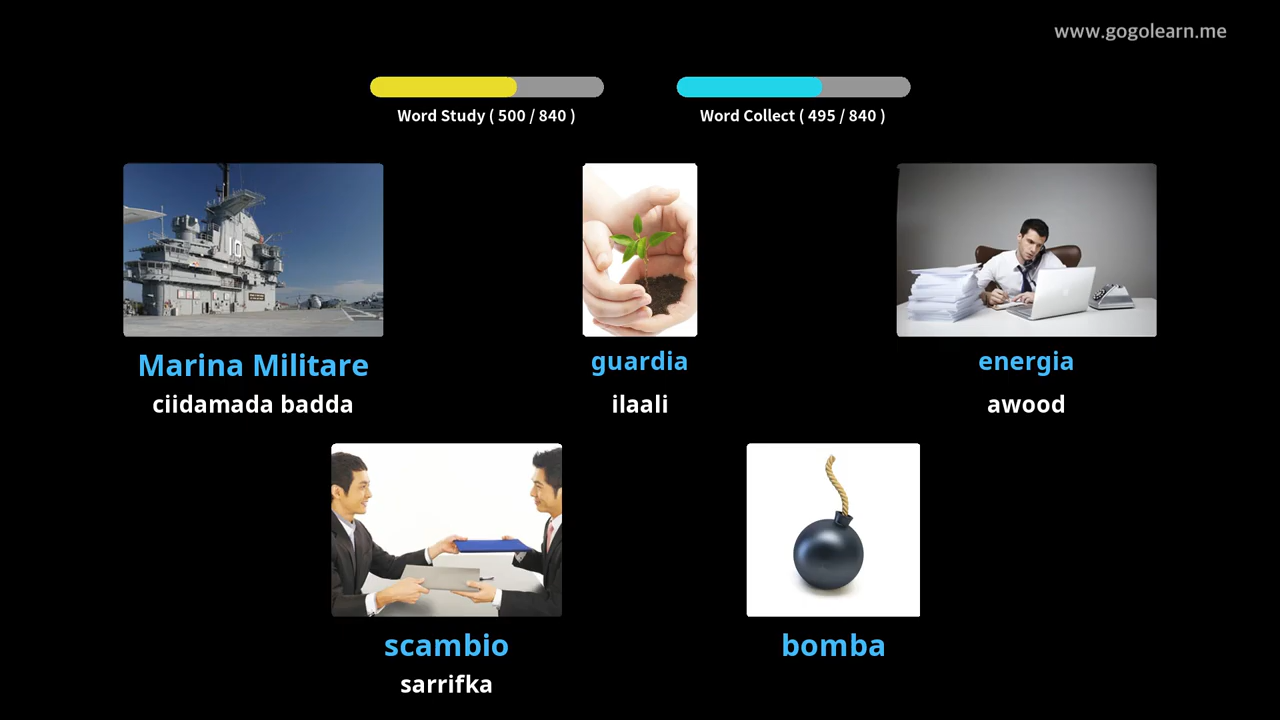 www.gogolearn.me
Word Study ( 500 / 840 )
Word Collect ( 495 / 840 )
Marina Militare
ciidamada badda
guardia
ilaali
energia
awood
scambio
sarrifka
bomba
10